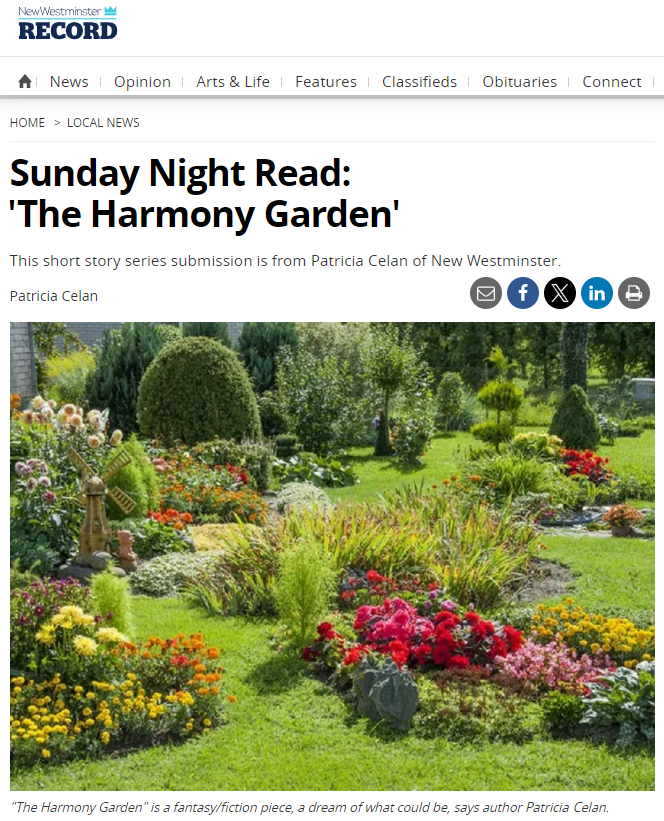 NewWestminster
RECORD
News
Opinion
Arts & Life
Features
Classifieds
Obituaries
Connect
HOME > LOCAL NEWS
Sunday Night Read:
'The Harmony Garden'
This short story series submission is from Patricia Celan of New Westminster.
Patricia Celan
"The Harmony Garden" is a fantasy/fiction piece, a dream of what could be, says author Patricia Celan.